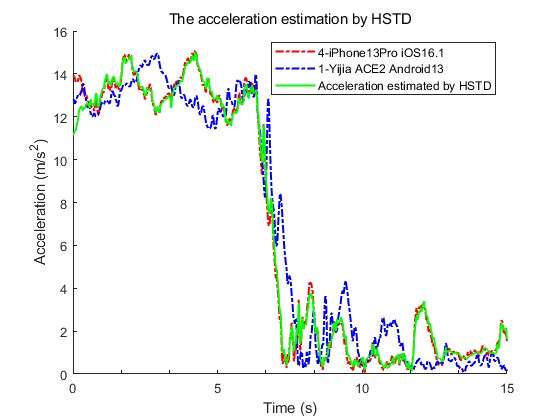 The acceleration estimation by HSTD
16
4-iPhone13Pro iOS16.1
14
1-Yijia ACE2 Android13
Acceleration estimated by HSTD
12
10
8
6
4
2
0
Acceleration (m/s²)
0
5
10
15
Time (s)